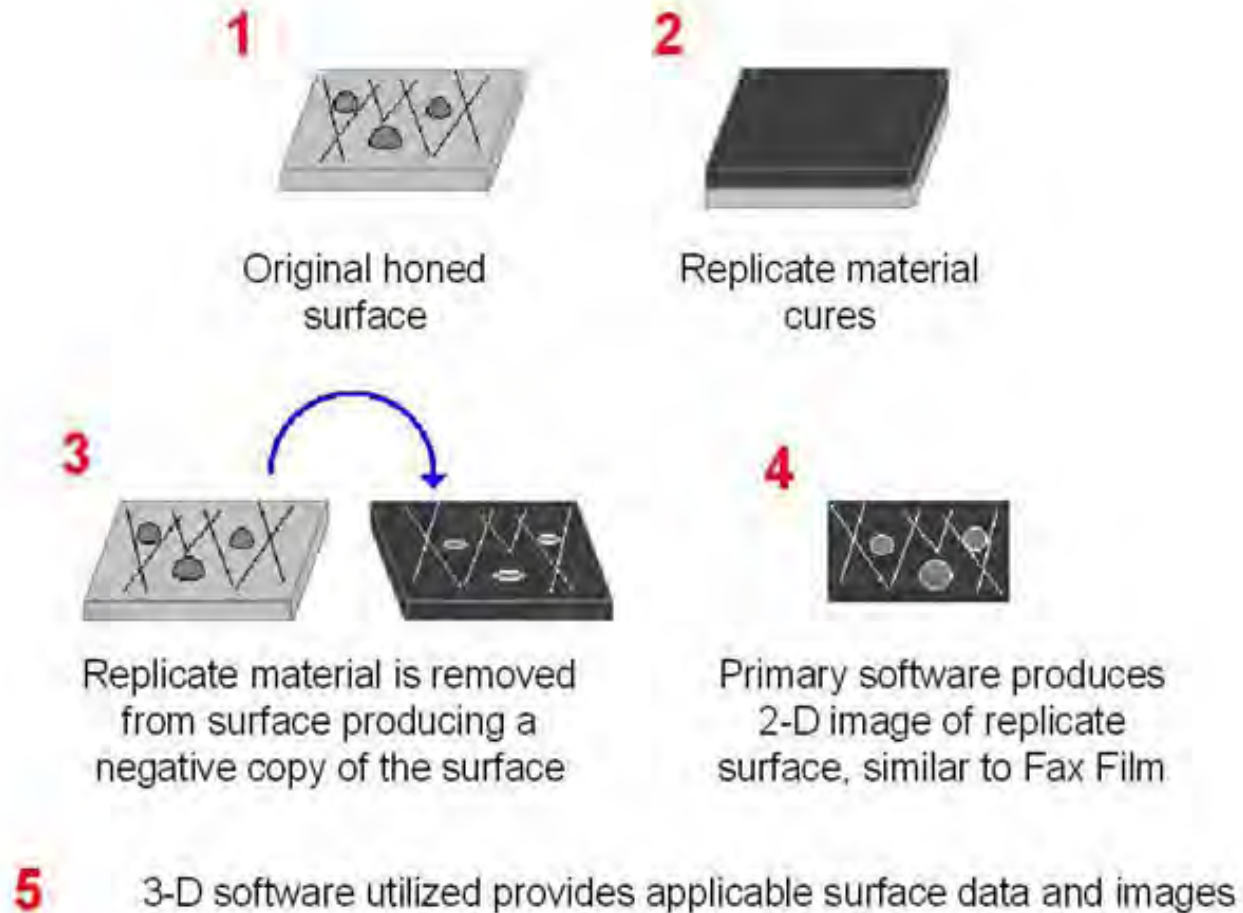 1
Original honed
surface
2
Replicate material
cures
3
Replicate material is removed
from surface producing a
negative copy of the surface
4
Primary software produces
2-D image of replicate
surface, similar to Fax Film
5 3-D software utilized provides applicable surface data and images